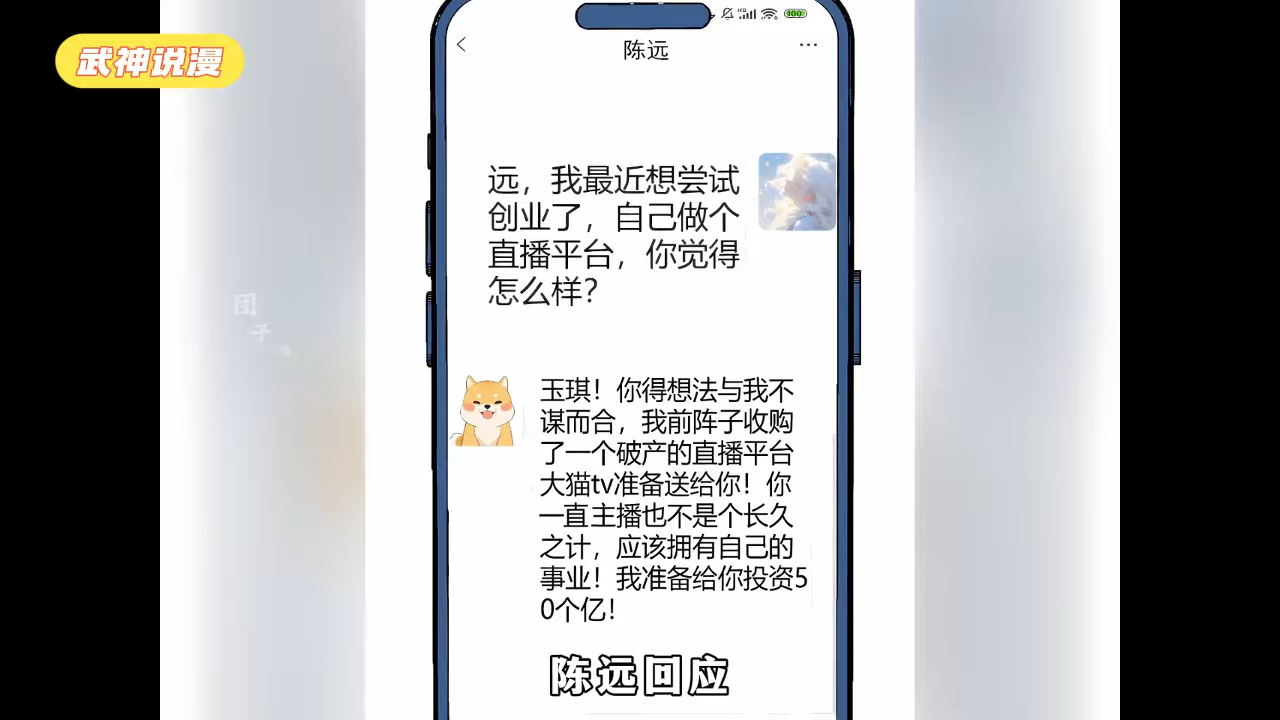 武神说漫
HD
100
陈远
远，我最近想尝试
创业了，自己做个
直播平台，你觉得
怎么样？
团
子
玉琪！你得想法与我不
谋而合，我前阵子收购
了一个破产的直播平台
大猫tv准备送给你！你
一直主播也不是个长久
之计，应该拥有自己的
事业！我准备给你投资5
0个亿！
陈远回应